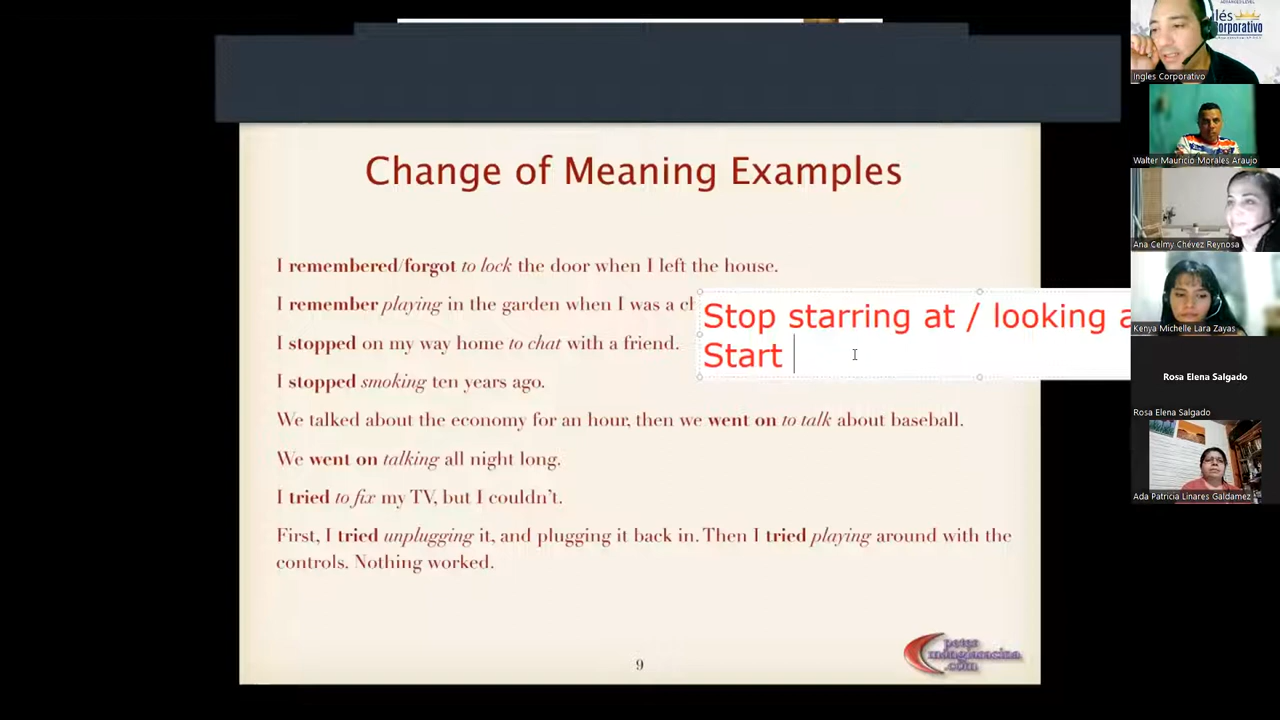 Change of Meaning Examples
I remembered/forgot to lock the door when I left the house.
I remember playing in the garden when I was a ch
Stop starring at / looking a
Start
I stopped on my way home to chat with a friend.
I stopped smoking ten years ago.
We talked about the economy for an hour, then we went on to talk about baseball.
We went on talking all night long.
I tried to fix my TV, but I couldn't.
First, I tried unplugging it, and plugging it back in. Then I tried playing around with the
controls. Nothing worked.
9
.com
lés
orporativo
Ingles Corporativo
Walter Mauricio Morales Araujo
Ana Celmy Chévez Reynosa
Kenya Michelle Lara Zayas
Rosa Elena Salgado
Rosa Elena Salgado
Ada Patricia Linares Galdamez